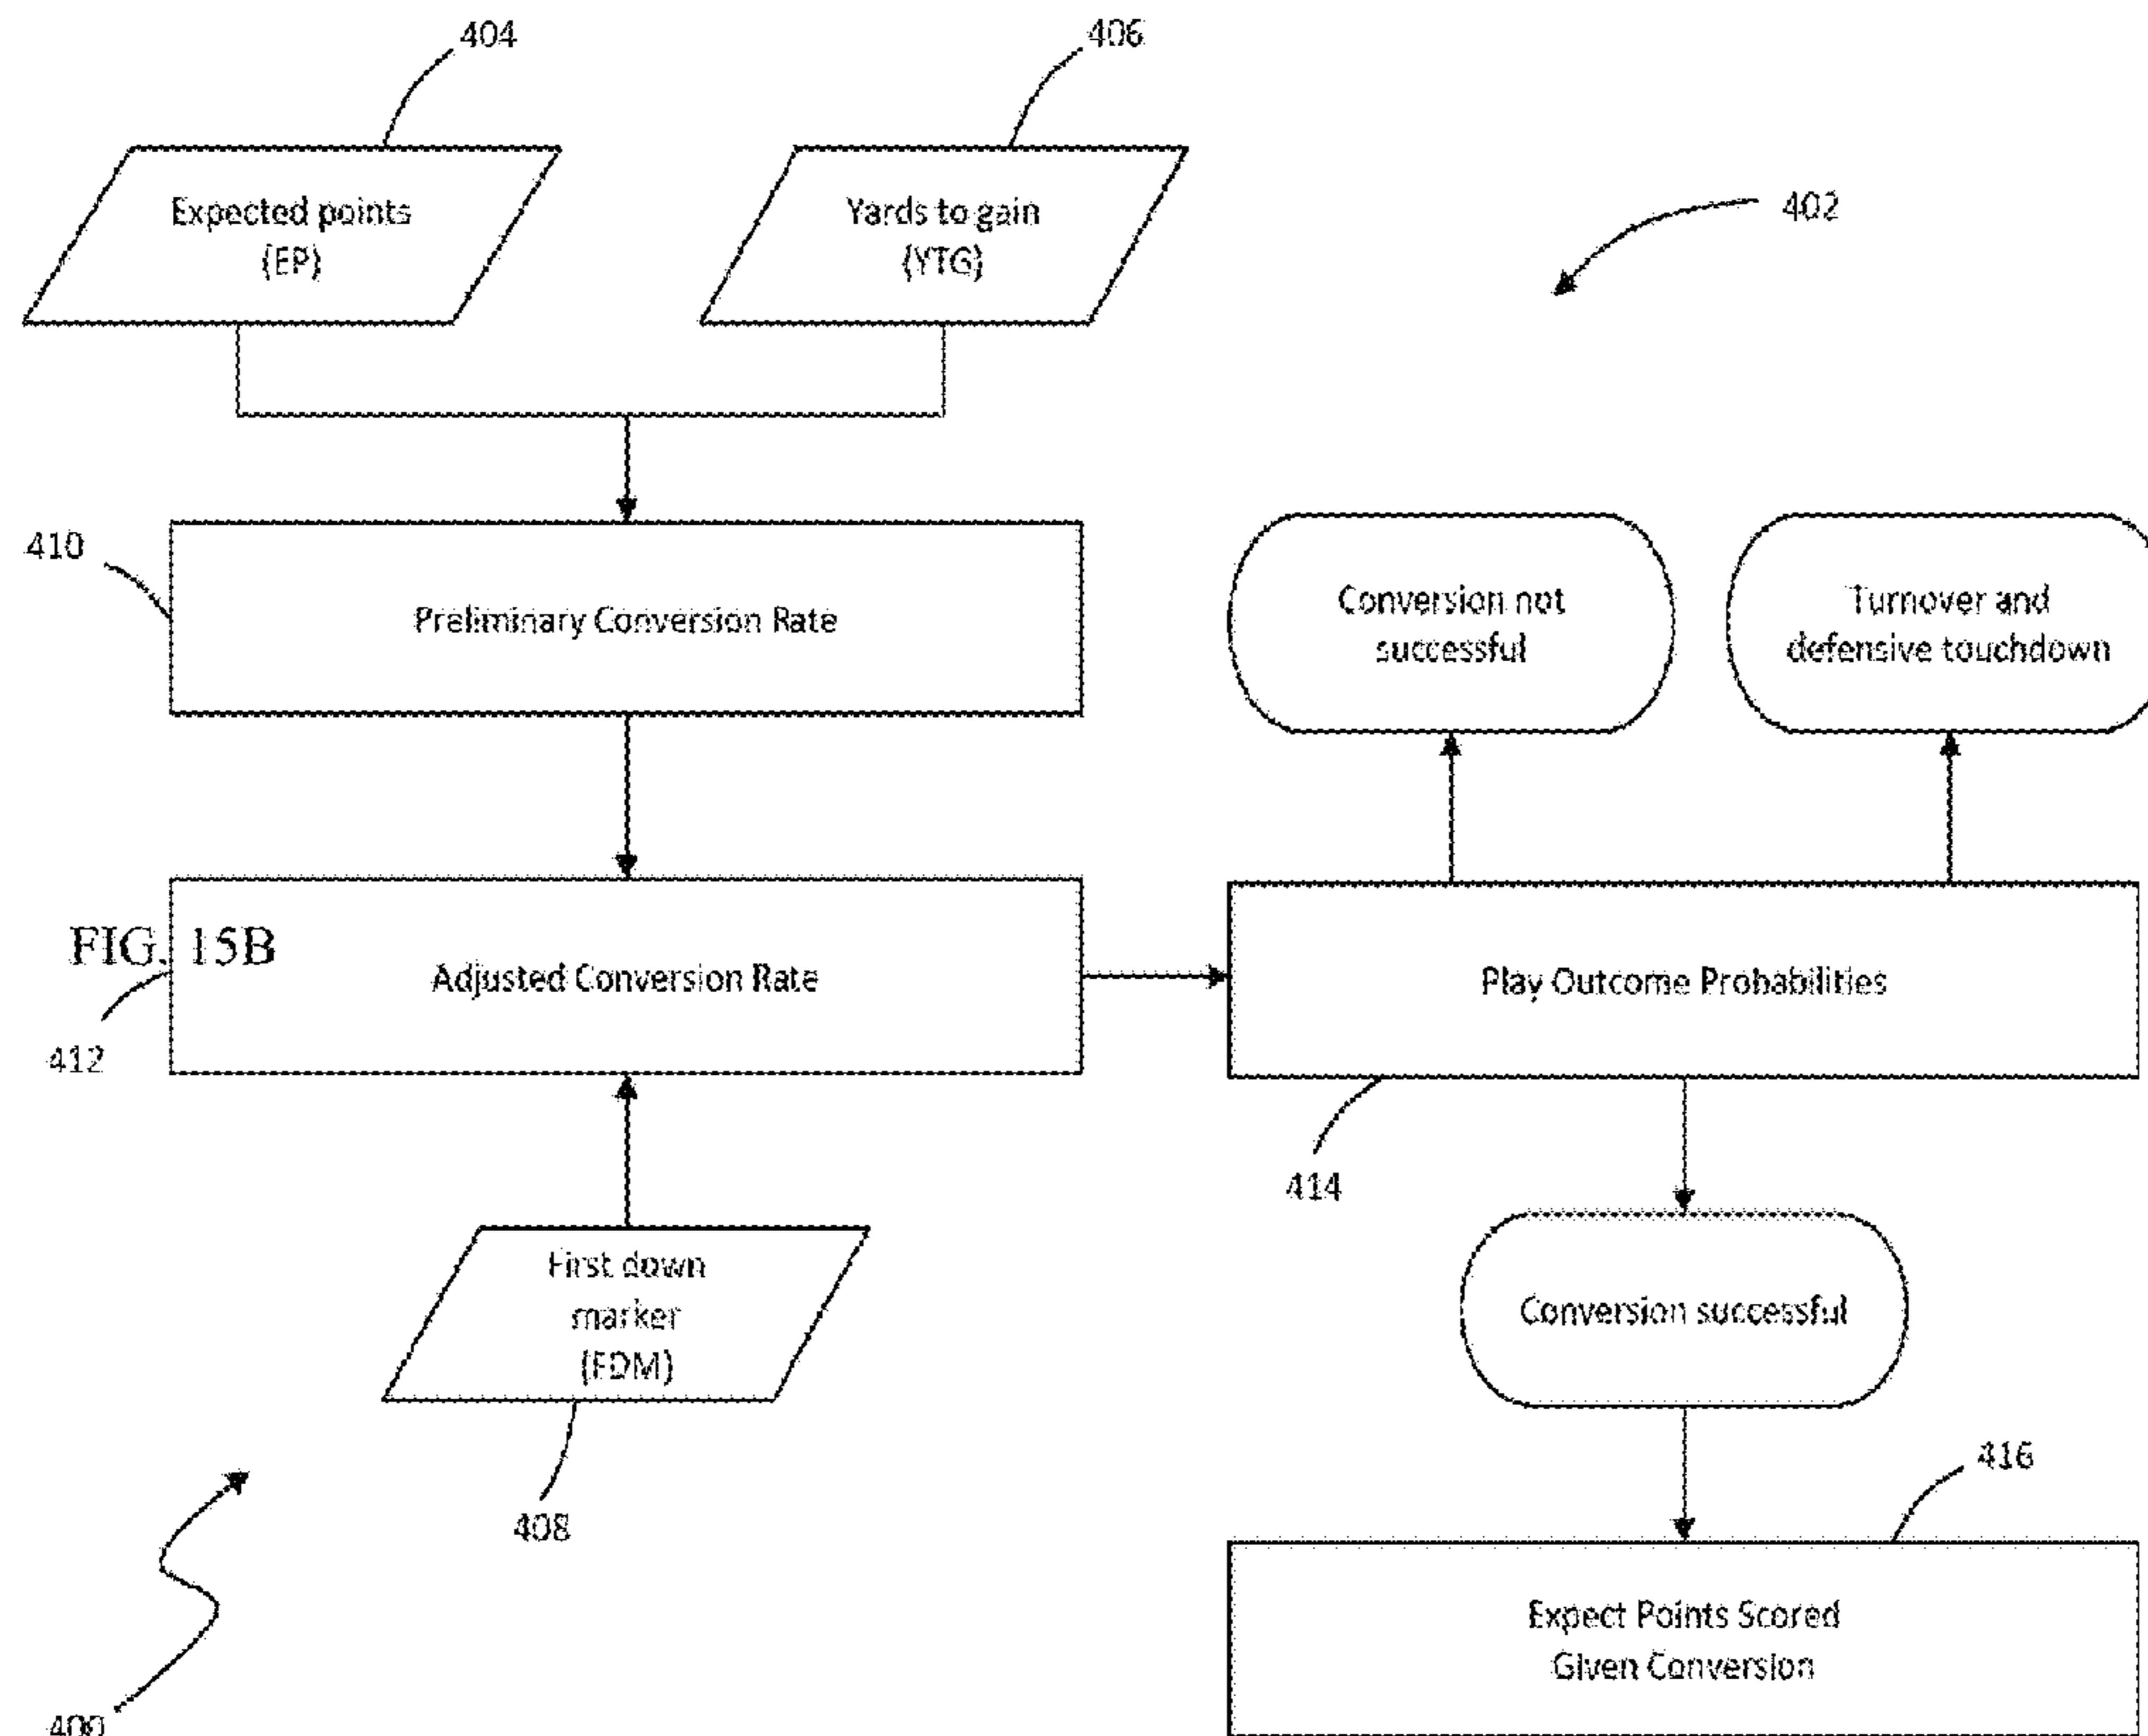 404
406
Expected points
(EP)
Yards to gain
(YTG)
402
410
Preliminary Conversion Rate
Conversion not
successful
Turnover and
defensive touchdown
FIG. 15B
Adjusted Conversion Rate
Play Outcome Probabilities
412
414
First down
marker
(FDM)
Conversion successful
408
416
Expect Points Scored
Given Conversion
400